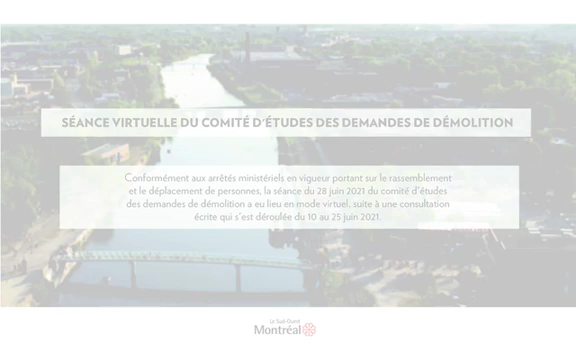 SÉANCE VIRTUELLE DU COMITÉ D'ÉTUDES DES DEMANDES DE DÉMOLITION
Conformément aux arrêtés ministériels en vigueur portant sur le rassemblement
et le déplacement de personnes, la séance du 28 juin 2021 du comité d'études
des demandes de démolition a eu lieu en mode virtuel, suite à une consultation
écrite qui s'est déroulée du 10 au 25 juin 2021.
Le Sud-Ouest
Montréal